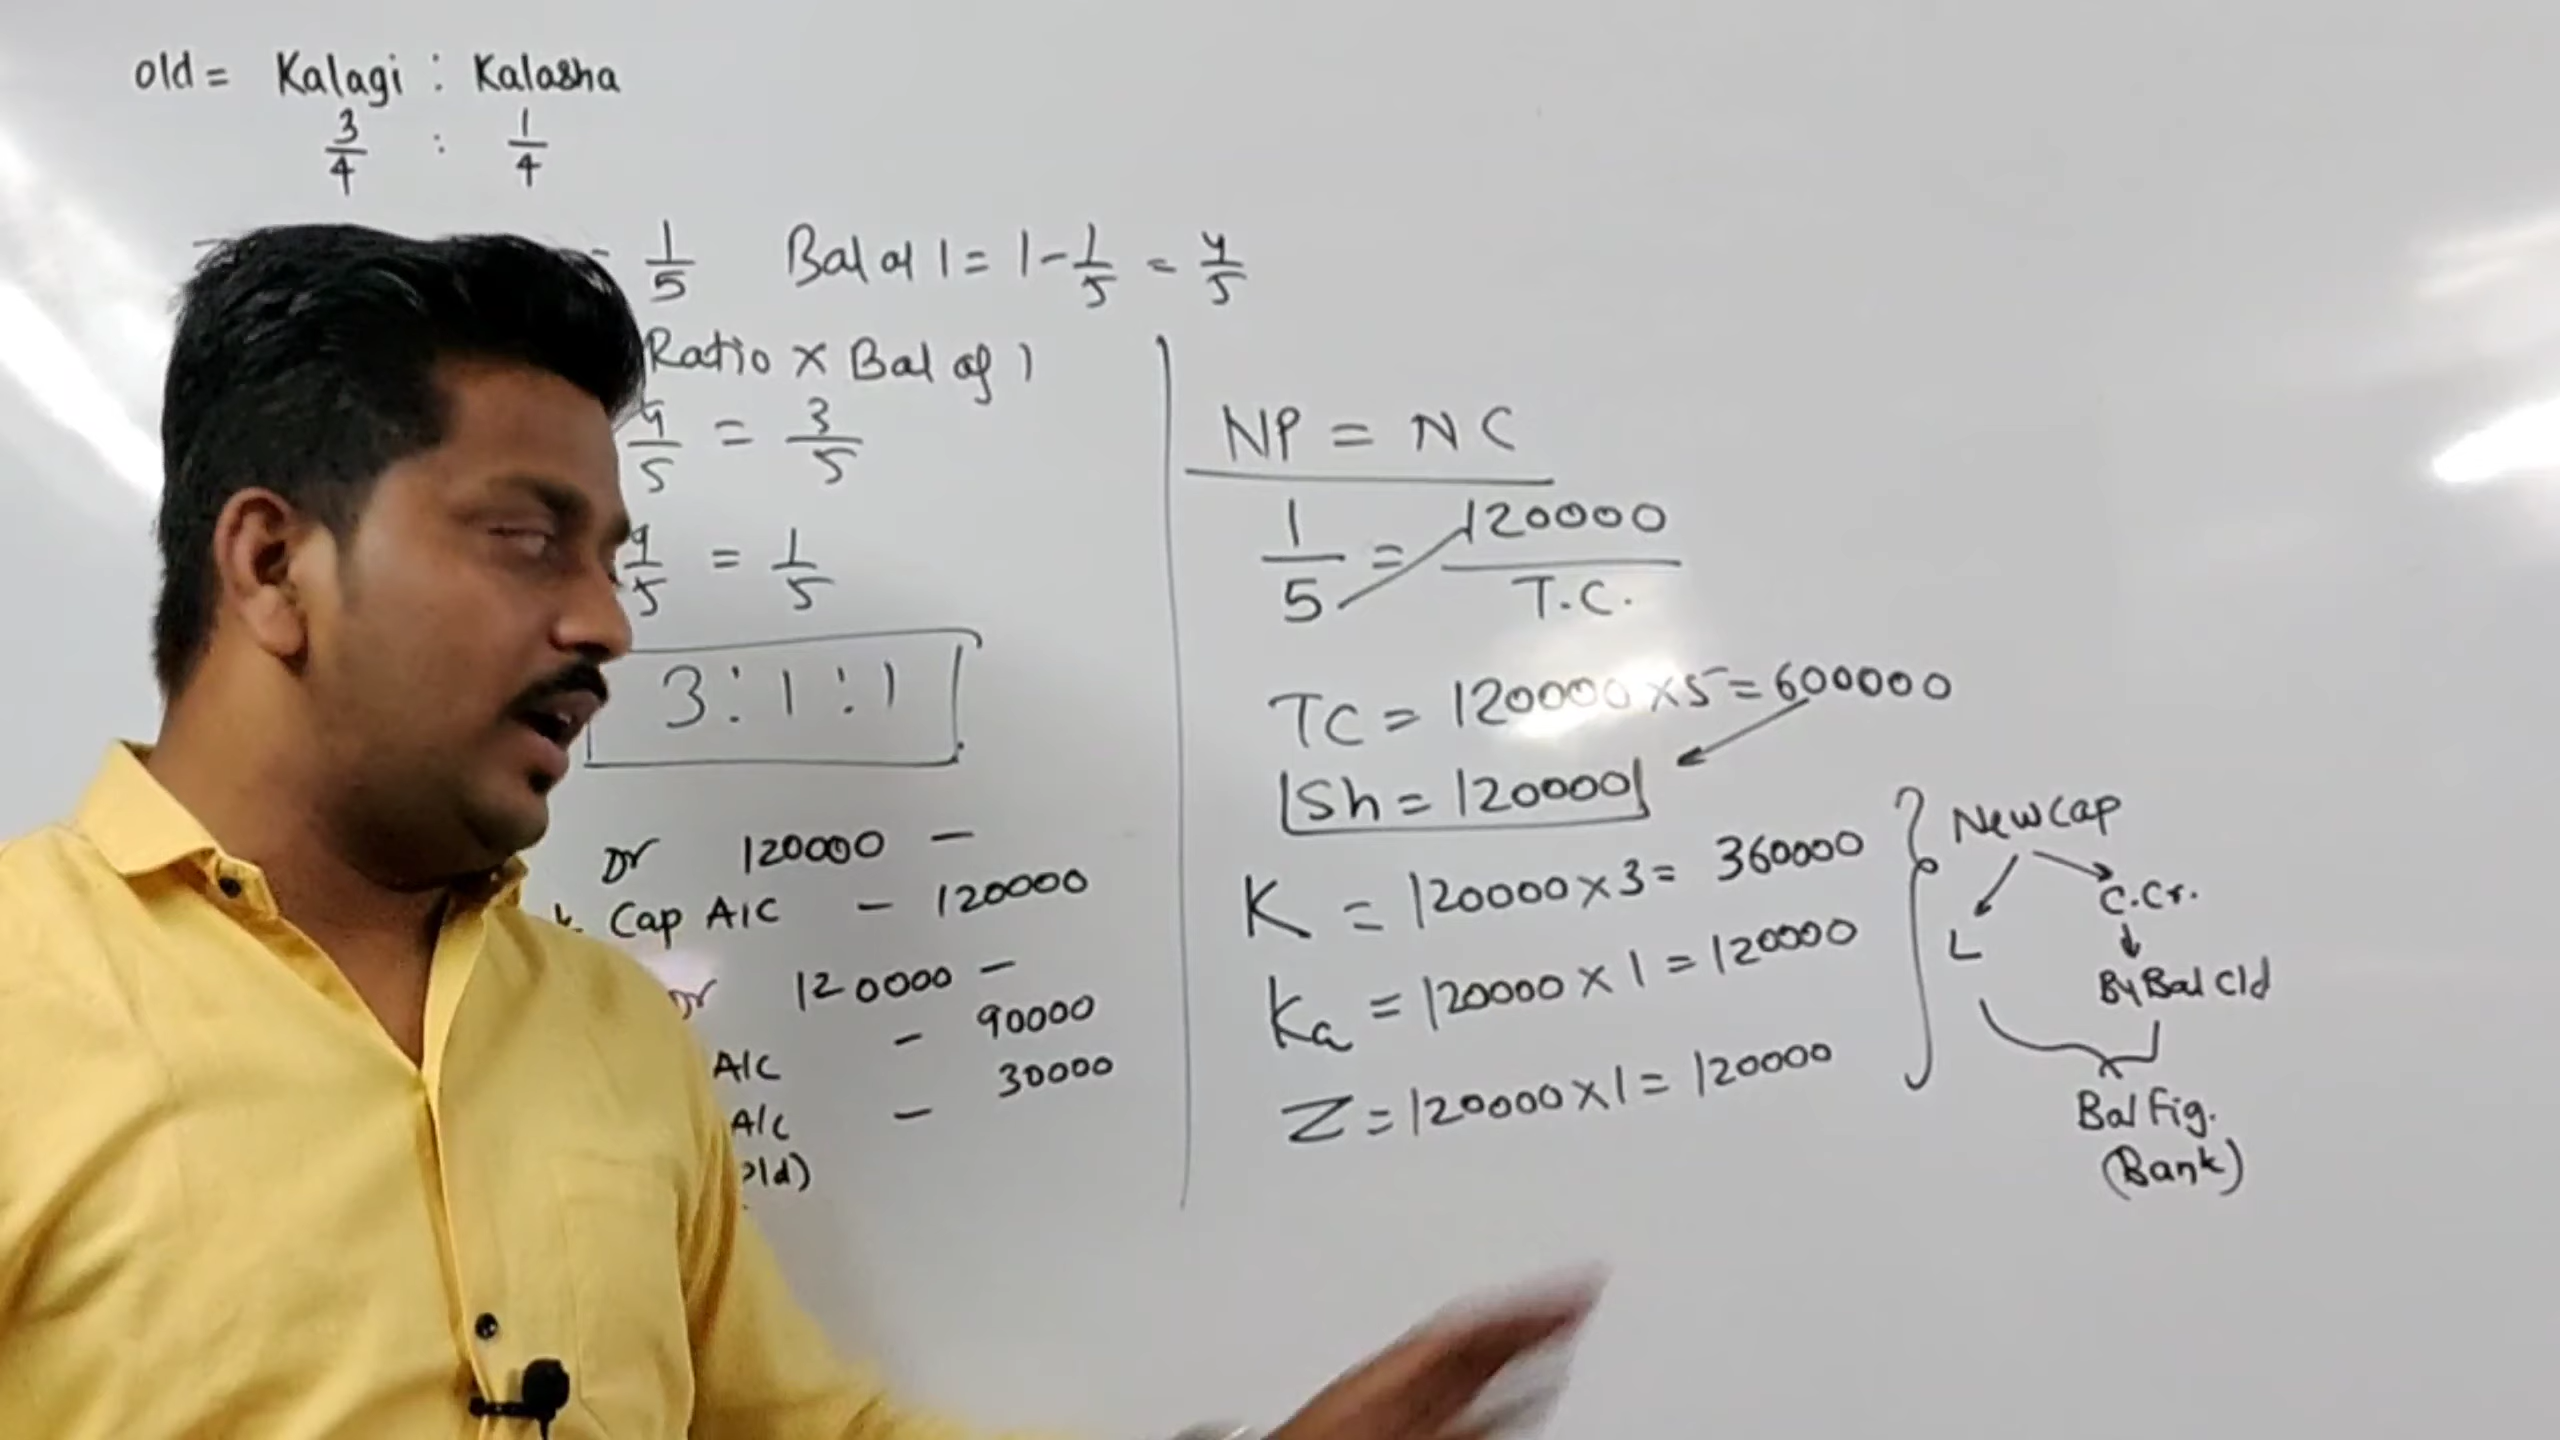 old = Kalagi : Kalasha
3/4 : 1/4
= 1/5 Bal of 1 = 1 - 1/5 = 4/5
Ratio × Bal of 1
4/5 = 3/5
4/5 = 1/5
3 : 1 : 1
Dr 120000 -
Cap A/C - 120000
Dr 120000 -
- 90000
A/C
30000
A/C -
old)
NP = NC
1/5 = 120000/T.C.
TC = 120000 × 5 = 600000
Sh = 120000
K = 120000 × 3 = 360000
Ka = 120000 × 1 = 120000
Z = 120000 × 1 = 120000
New Cap
C.Cr.
L
By Bal C/d
Bal Fig.
(Bank)